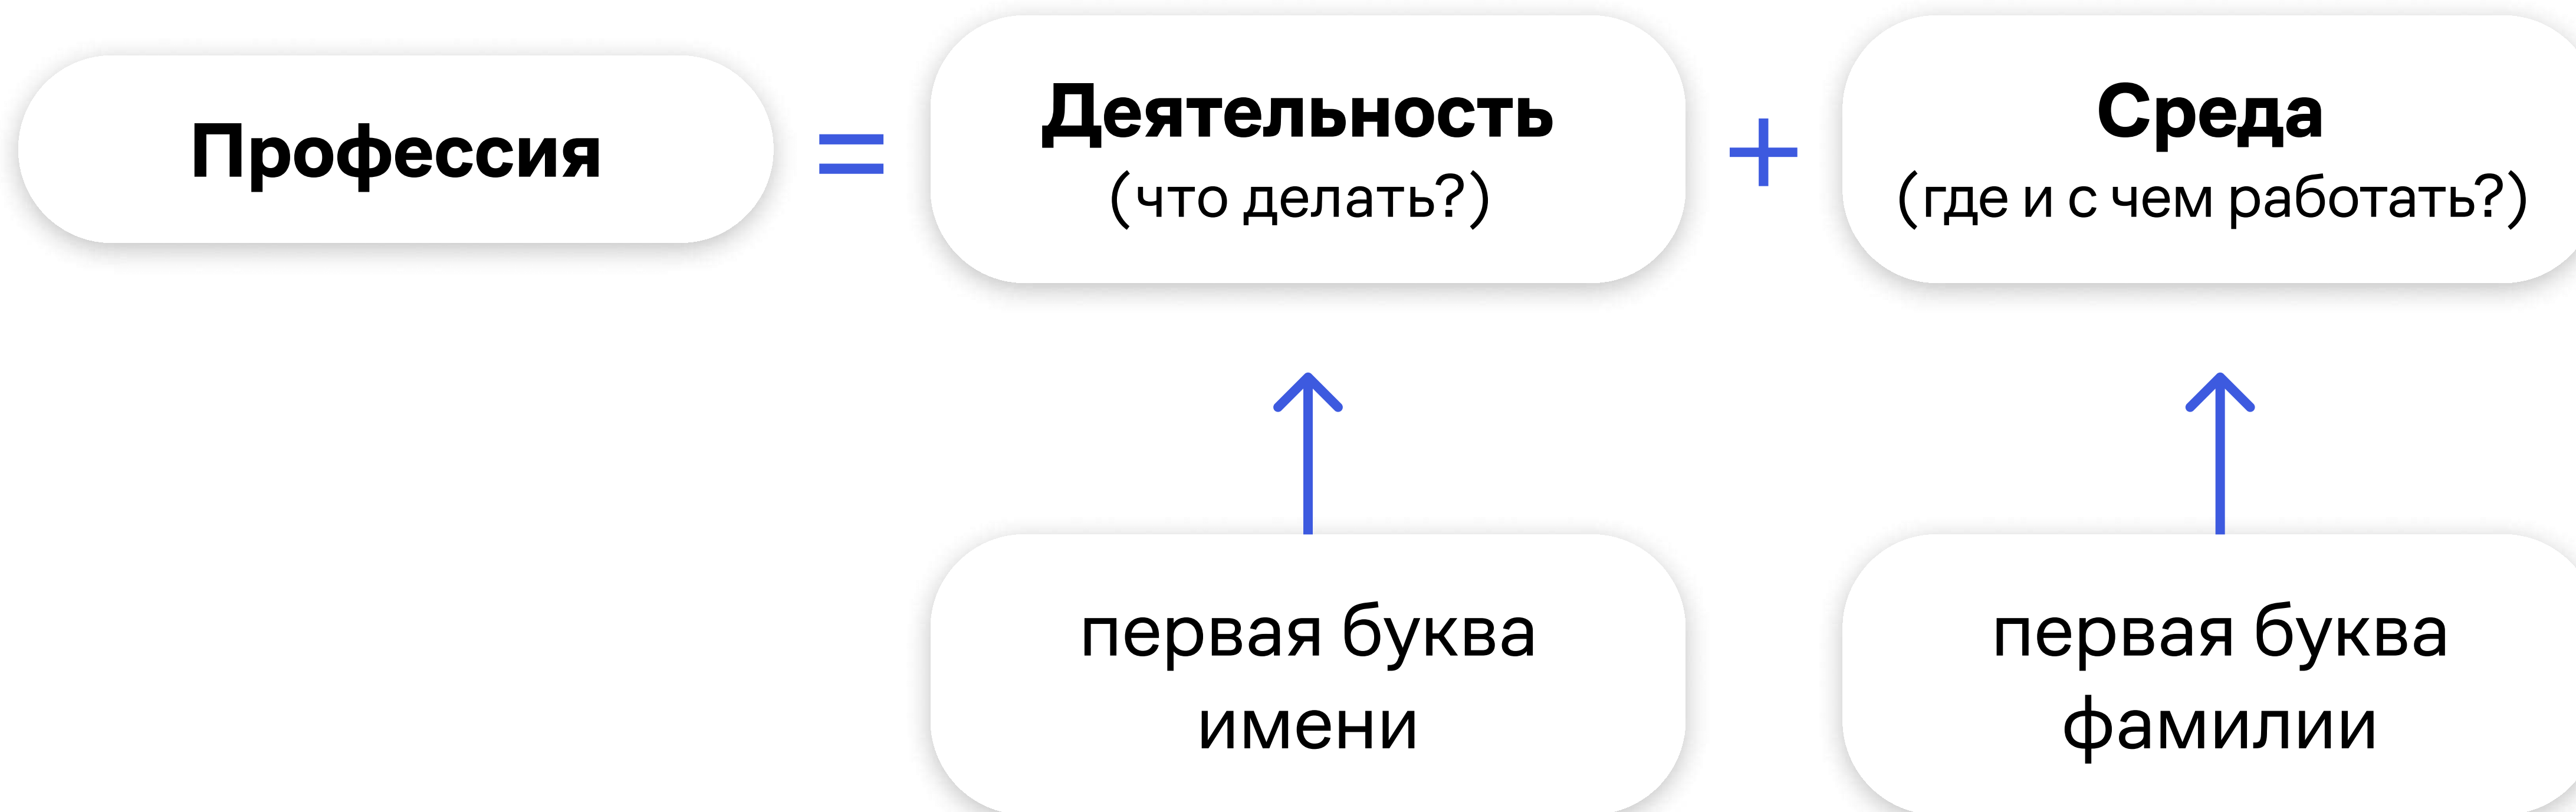 Профессия
=
Деятельность
(что делать?)
+
Среда
(где и с чем работать?)
первая буква
имени
первая буква
фамилии